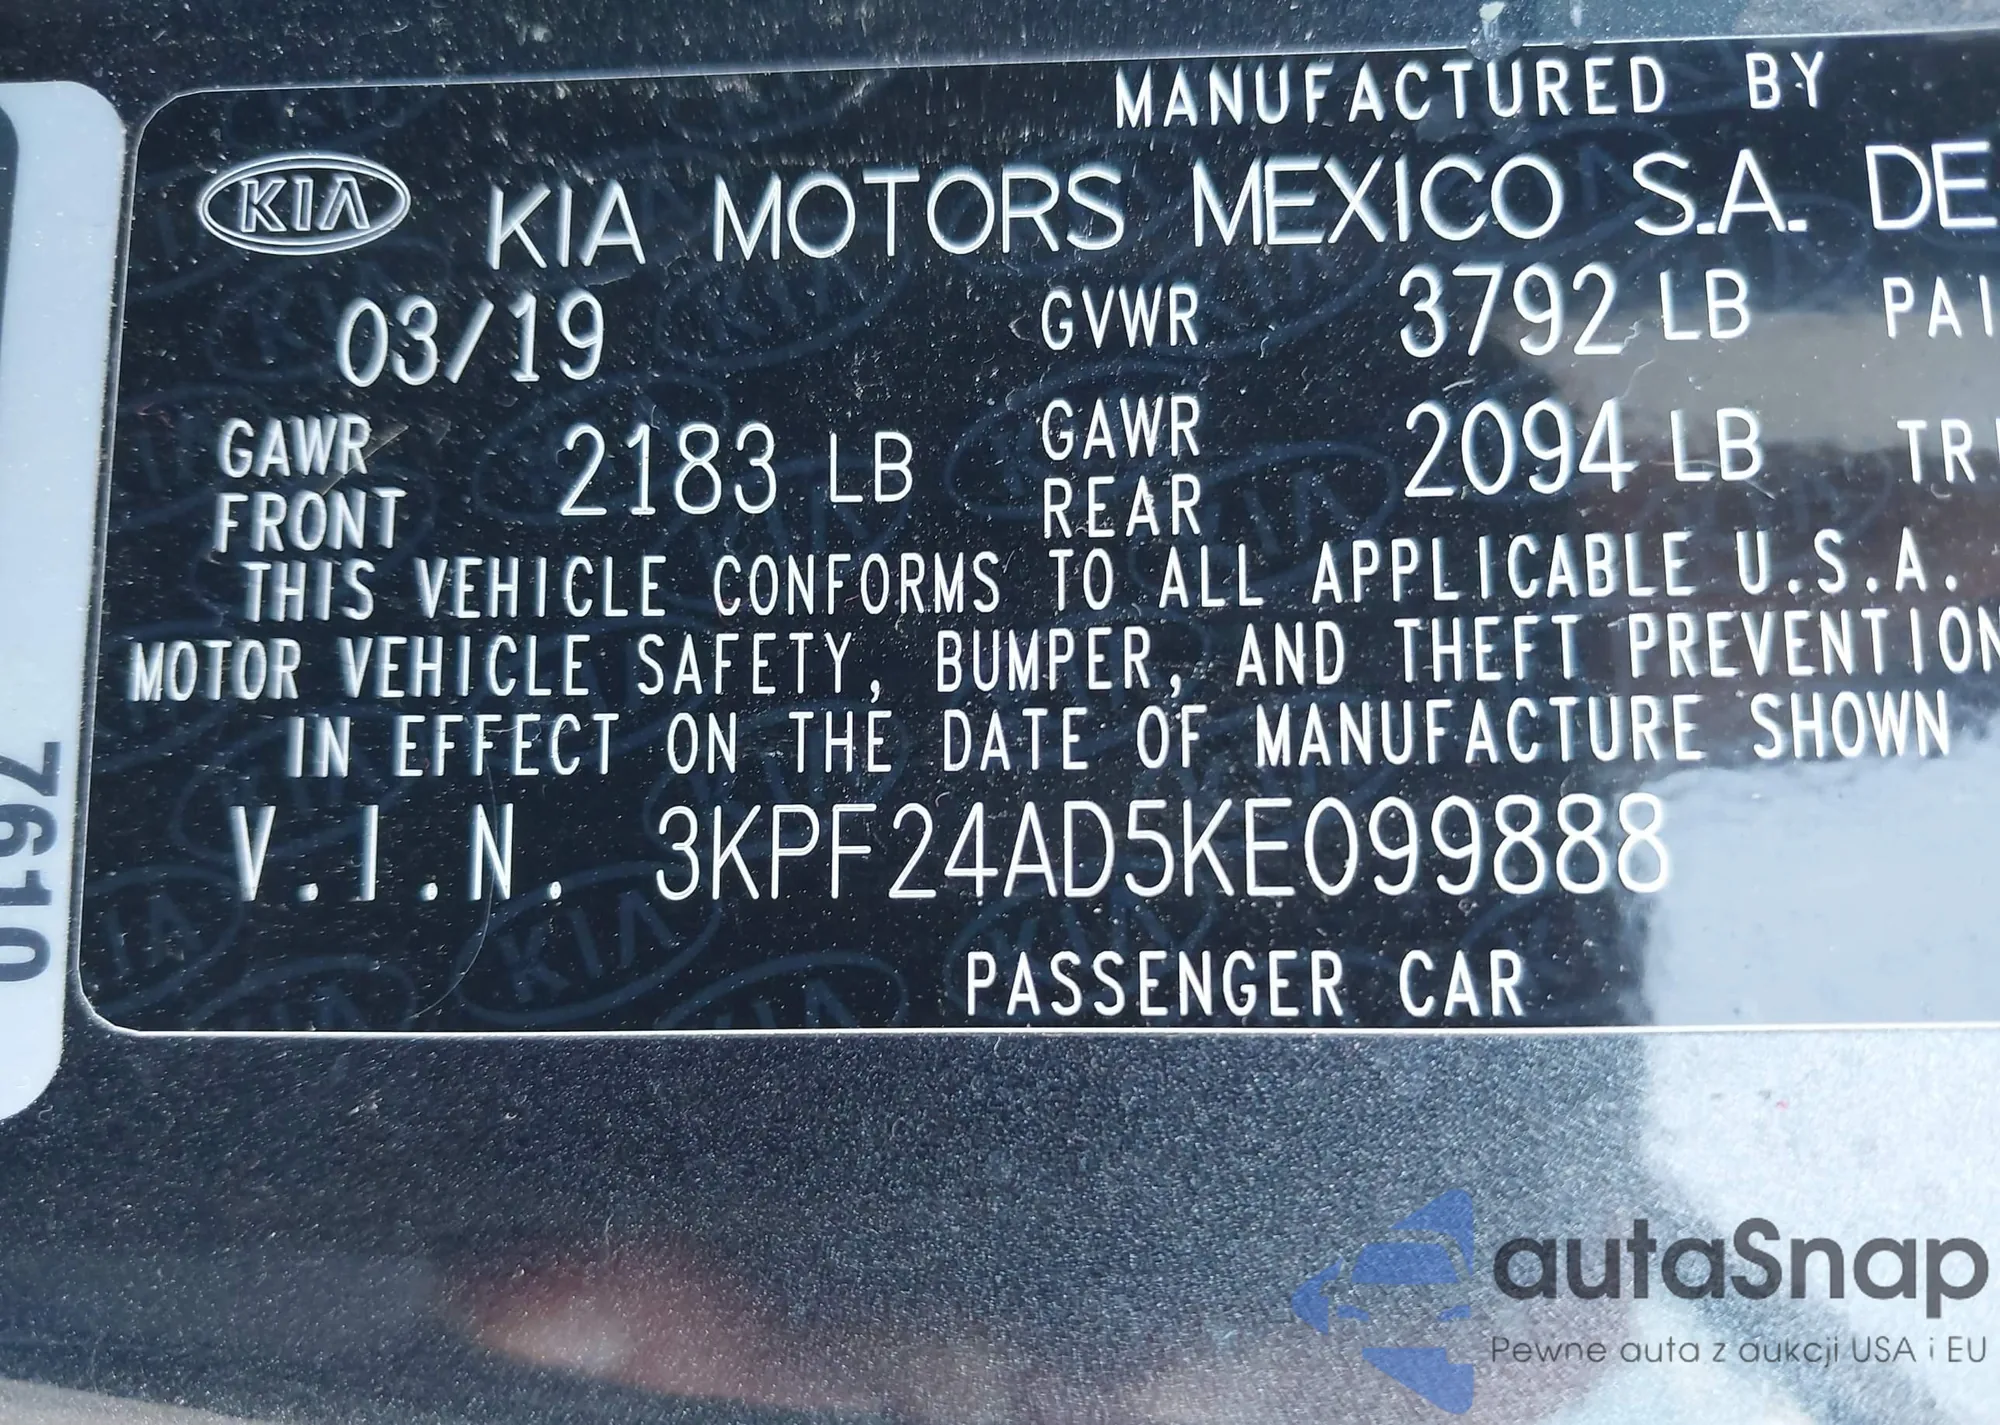 MANUFACTURED BY
KIA KIA MOTORS MEXICO S.A. DE
03/19 GVWR 3792 LB PAI
GAWR FRONT 2183 LB GAWR REAR 2094 LB TRI
THIS VEHICLE CONFORMS TO ALL APPLICABLE U.S.A.
MOTOR VEHICLE SAFETY, BUMPER, AND THEFT PREVENTION
IN EFFECT ON THE DATE OF MANUFACTURE SHOWN
V.I.N. 3KPF24AD5KE099888
PASSENGER CAR
7610
autaSnap
Pewne auta z aukcji USA i EU